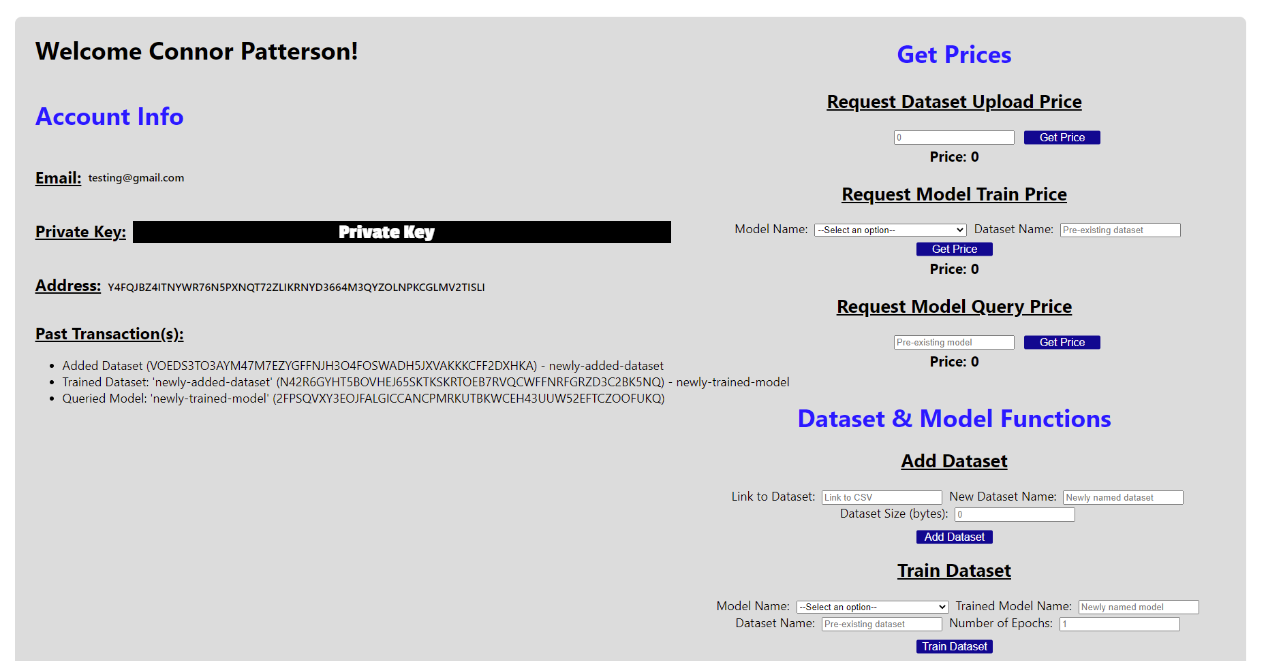 Welcome Connor Patterson!
Account Info
Email: testing@gmail.com
Private Key: Private Key
Address: Y4FQJBZ4ITNYWR76N5PXNQT72ZLIKRNYD3664M3QYZOLNPKCGLMV2TISLI
Past Transaction(s):
Added Dataset (VOEDS3TO3AYM47M7EZYGFFNJH3O4FOSWADH5JXVAKKKCFF2DXHKA) - newly-added-dataset
Trained Dataset: 'newly-added-dataset' (N42R6GYHT5BOVHEJ65SKTKSKRTOEB7RVQCWFFNRFGRZD3C2BK5NQ) - newly-trained-model
Queried Model: 'newly-trained-model' (2FPSQVXY3EOJFALGICCANCPMRKUTBKWCEH43UUW52EFTCZOOFUKQ)
Get Prices
Request Dataset Upload Price
0 Get Price
Price: 0
Request Model Train Price
Model Name: --Select an option-- Dataset Name: Pre-existing dataset
Get Price
Price: 0
Request Model Query Price
Pre-existing model Get Price
Price: 0
Dataset & Model Functions
Add Dataset
Link to Dataset: Link to CSV New Dataset Name: Newly named dataset
Dataset Size (bytes): 0
Add Dataset
Train Dataset
Model Name: --Select an option-- Trained Model Name: Newly named model
Dataset Name: Pre-existing dataset Number of Epochs: 1
Train Dataset